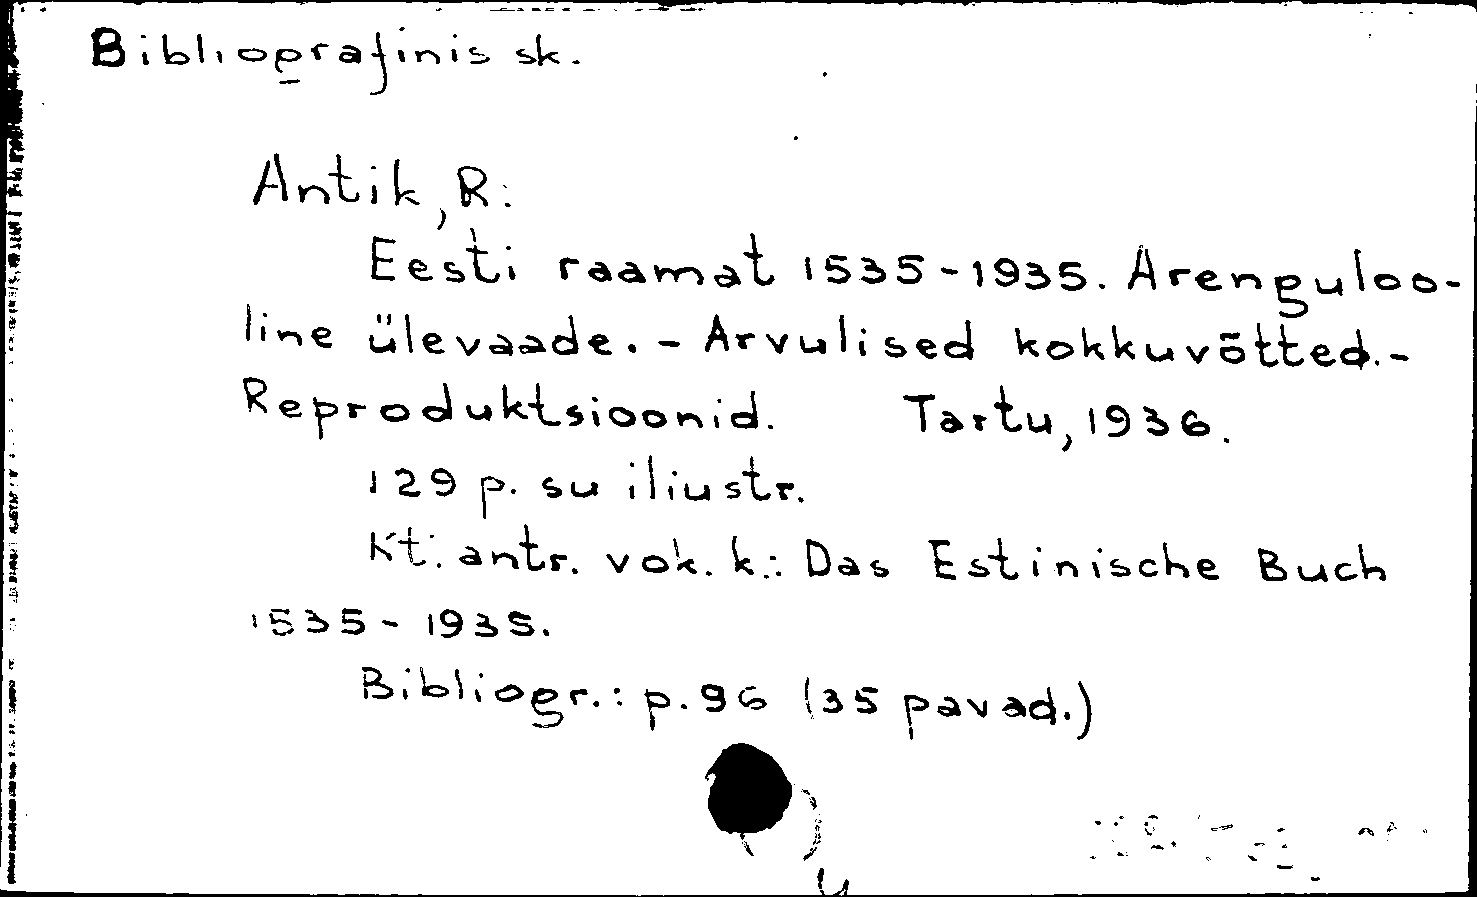 Bibliografinis sk.
Antik, R.
Eesti raamat 1535-1935. Arenguloo-
line ülevaade. - Arvulised kokkuvõtted. -
Reproduktsioonid. Tartu, 1936.
129 p. su iliustr.
Kt. antr. vok. k.: Das Estinische Buch
1535 - 1935.
Bibliogr.: p. 96 (35 pavad.)